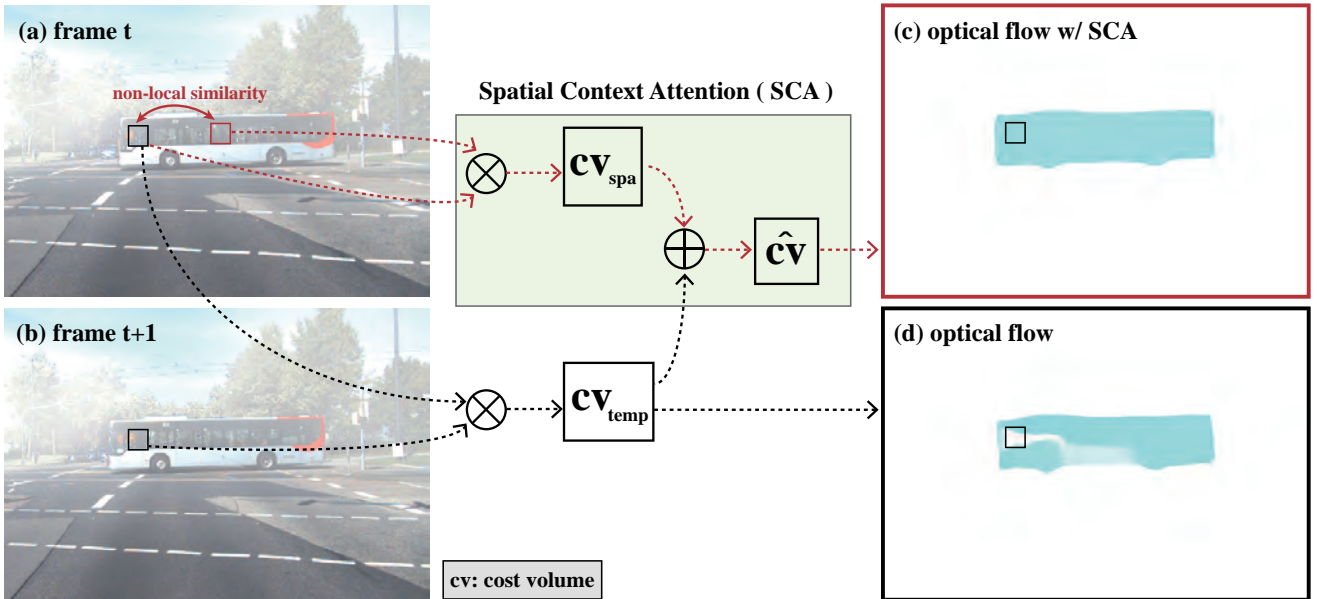 (a) frame t
non-local similarity
Spatial Context Attention ( SCA )
cv spa
cv̂
(c) optical flow w/ SCA
(b) frame t+1
cv temp
(d) optical flow
cv: cost volume